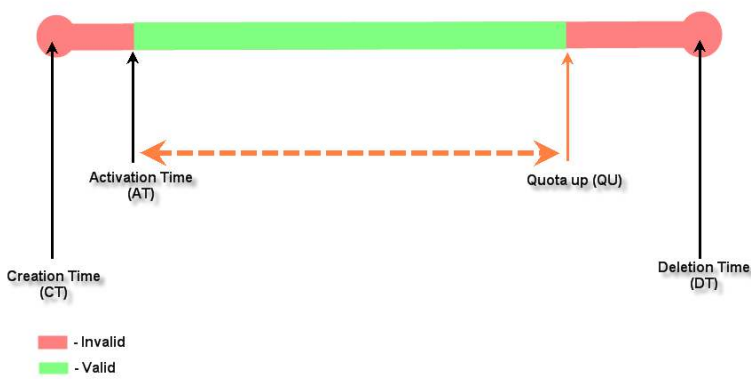 Activation Time
(AT)
Quota up (QU)
Creation Time
(CT)
Deletion Time
(DT)
- Invalid
- Valid